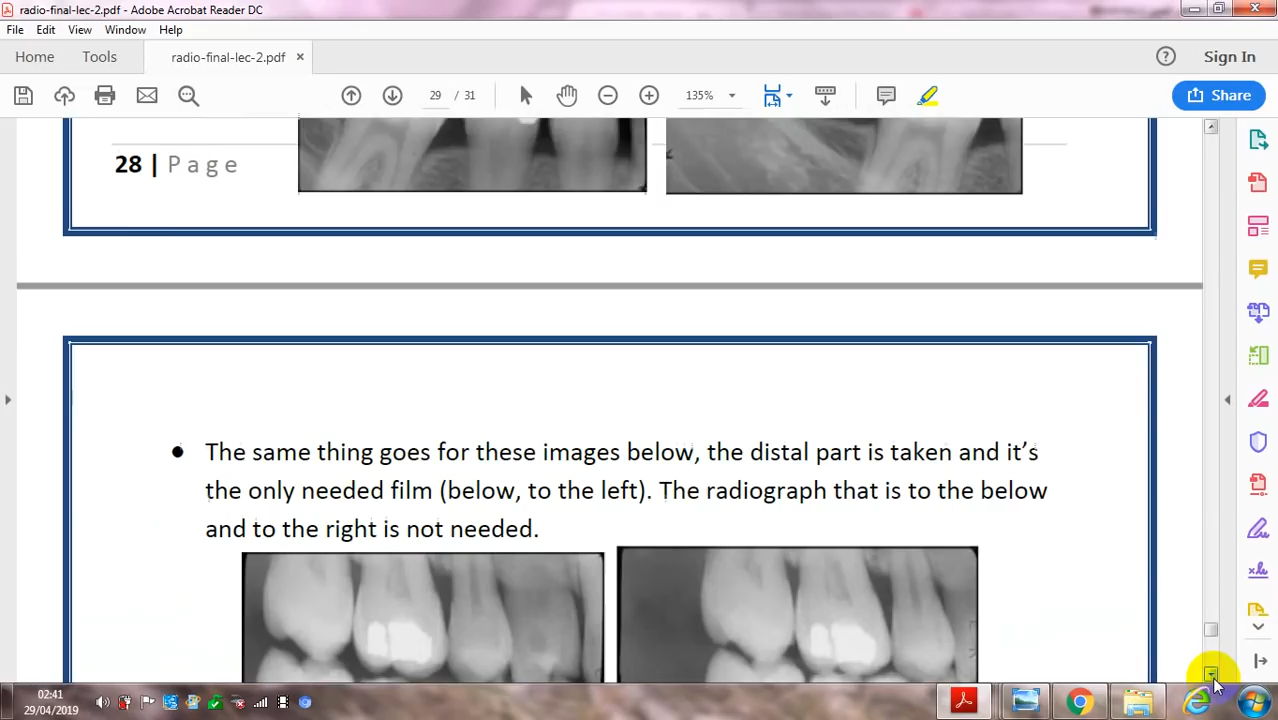 radio-final-lec-2.pdf - Adobe Acrobat Reader DC
File Edit View Window Help
Home Tools radio-final-lec-2.pdf × ? Sign In
29 / 31 135% Share
28 | Page
● The same thing goes for these images below, the distal part is taken and it's
the only needed film (below, to the left). The radiograph that is to the below
and to the right is not needed.
02:41
29/04/2019